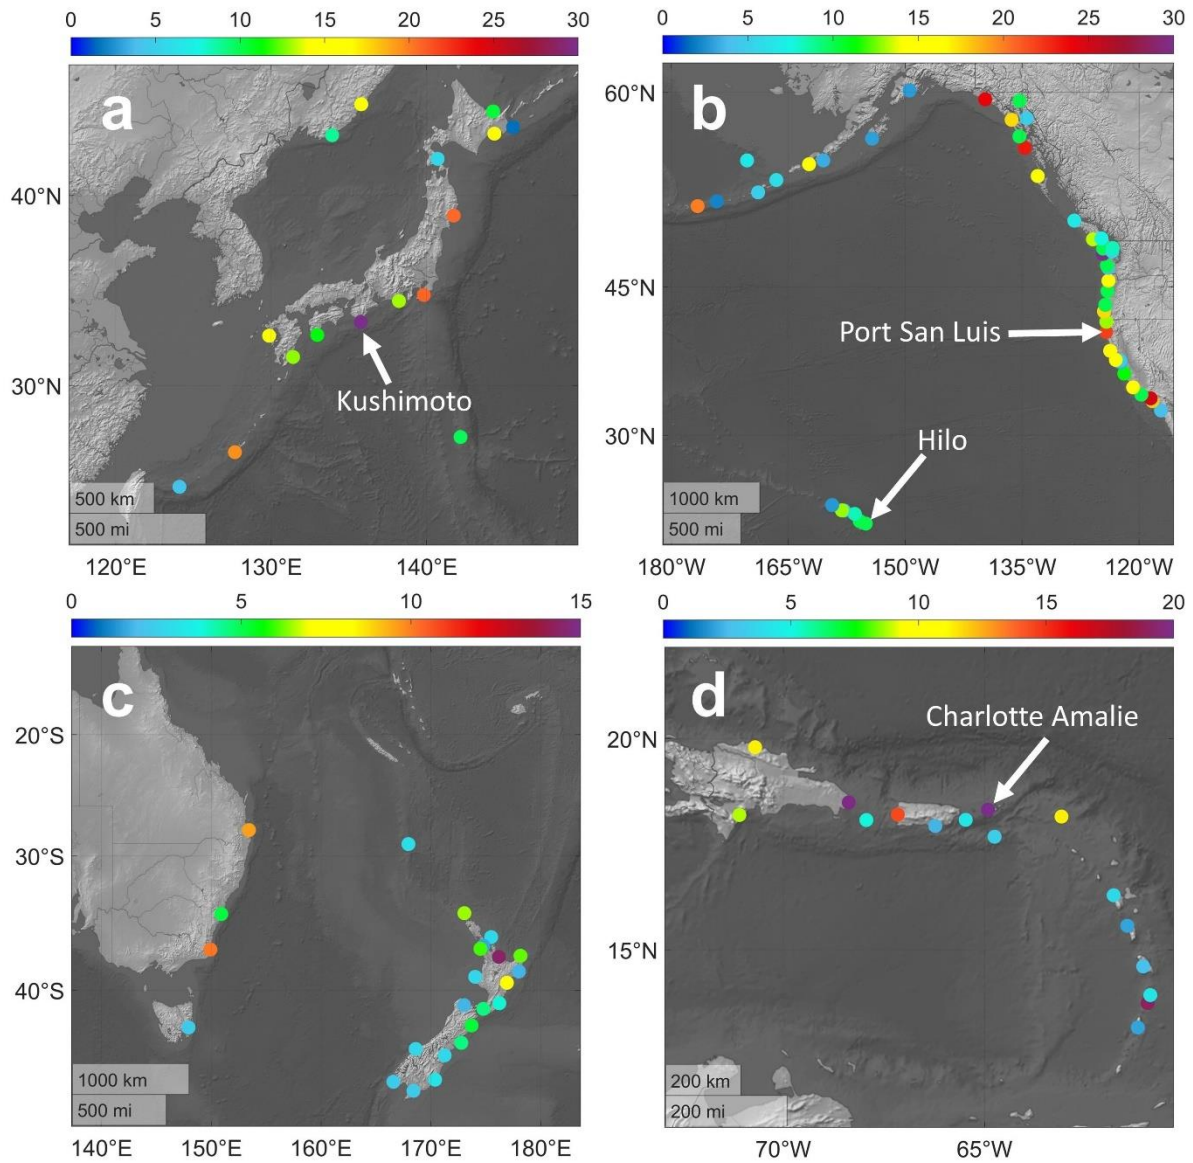 0 5 10 15 20 25 30
a
40°N
30°N
Kushimoto
500 km
500 mi
120°E 130°E 140°E
0 5 10 15 20 25 30
b
60°N
45°N
30°N
Port San Luis
Hilo
1000 km
500 mi
180°W 165°W 150°W 135°W 120°W
0 5 10 15
c
20°S
30°S
40°S
1000 km
500 mi
140°E 150°E 160°E 170°E 180°E
0 5 10 15 20
d
Charlotte Amalie
20°N
15°N
200 km
200 mi
70°W 65°W